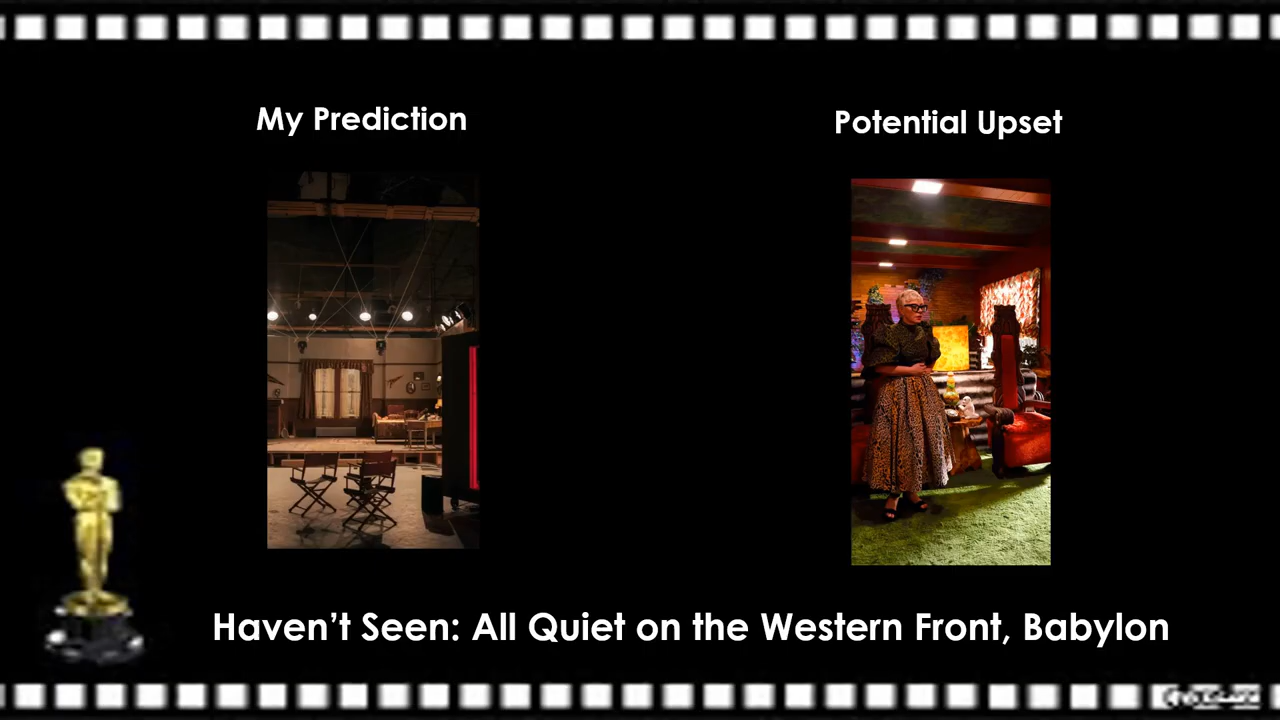 My Prediction
Potential Upset
Haven't Seen: All Quiet on the Western Front, Babylon